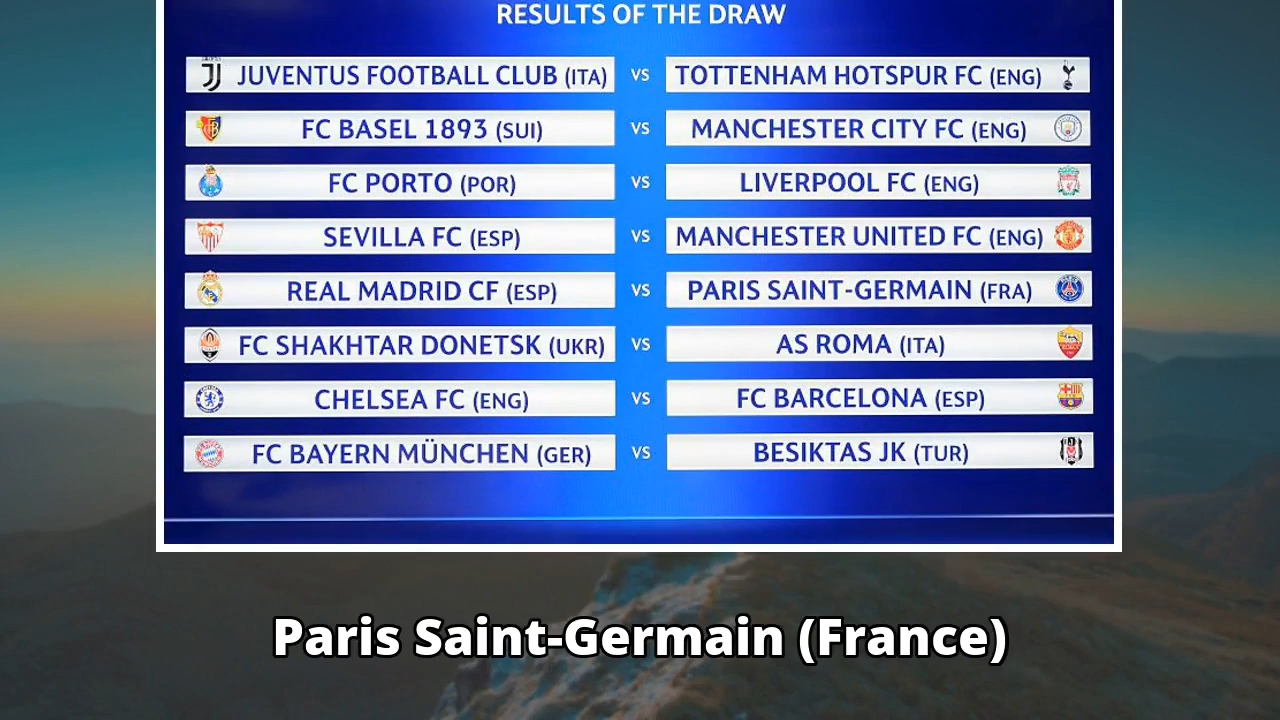 RESULTS OF THE DRAW
JUVENTUS FOOTBALL CLUB (ITA) VS TOTTENHAM HOTSPUR FC (ENG)
FC BASEL 1893 (SUI) VS MANCHESTER CITY FC (ENG)
FC PORTO (POR) VS LIVERPOOL FC (ENG)
SEVILLA FC (ESP) VS MANCHESTER UNITED FC (ENG)
REAL MADRID CF (ESP) VS PARIS SAINT-GERMAIN (FRA)
FC SHAKHTAR DONETSK (UKR) VS AS ROMA (ITA)
CHELSEA FC (ENG) VS FC BARCELONA (ESP)
FC BAYERN MÜNCHEN (GER) VS BESIKTAS JK (TUR)
Paris Saint-Germain (France)